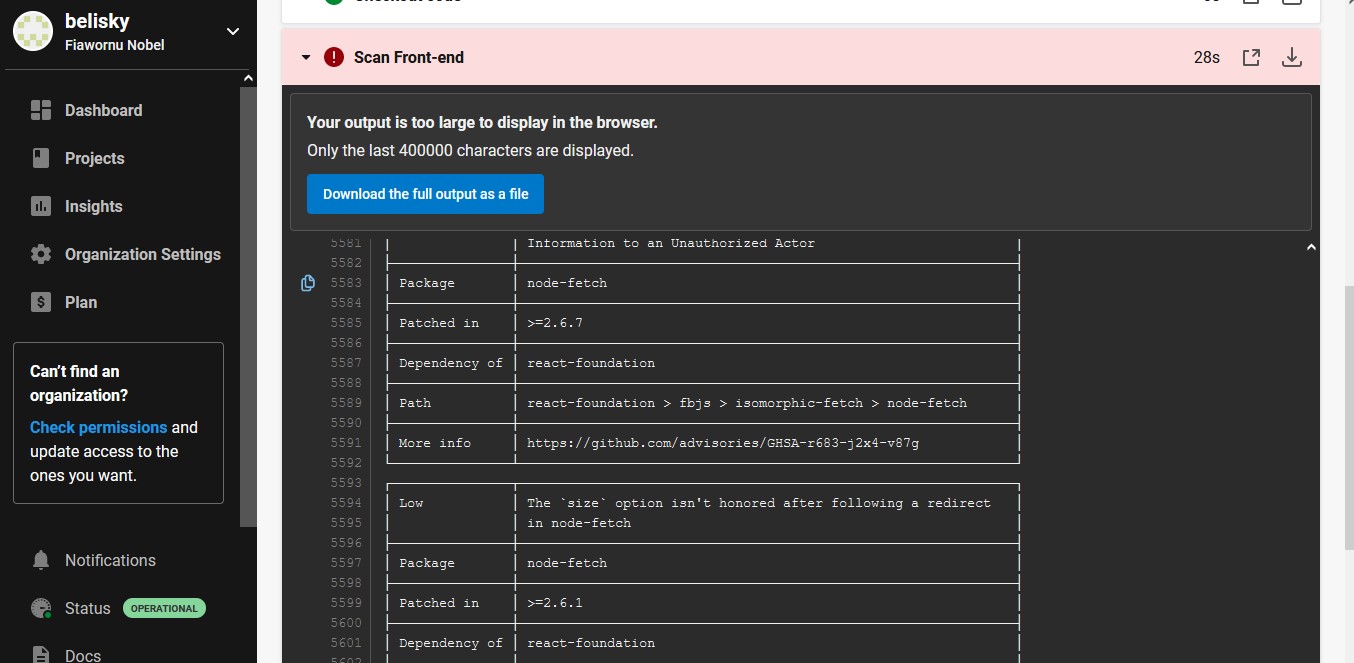 belisky
Fiawornu Nobel
Dashboard
Projects
Insights
Organization Settings
Plan
Can't find an
organization?
Check permissions and
update access to the
ones you want.
Notifications
Status OPERATIONAL
Docs
Scan Front-end 28s
Your output is too large to display in the browser.
Only the last 400000 characters are displayed.
Download the full output as a file
5581 Information to an Unauthorized Actor
5582
5583 Package node-fetch
5584
5585 Patched in >=2.6.7
5586
5587 Dependency of react-foundation
5588
5589 Path react-foundation > fbjs > isomorphic-fetch > node-fetch
5590
5591 More info https://github.com/advisories/GHSA-r683-j2x4-v87g
5592
5593
5594 Low The `size` option isn't honored after following a redirect
5595 in node-fetch
5596
5597 Package node-fetch
5598
5599 Patched in >=2.6.1
5600
5601 Dependency of react-foundation